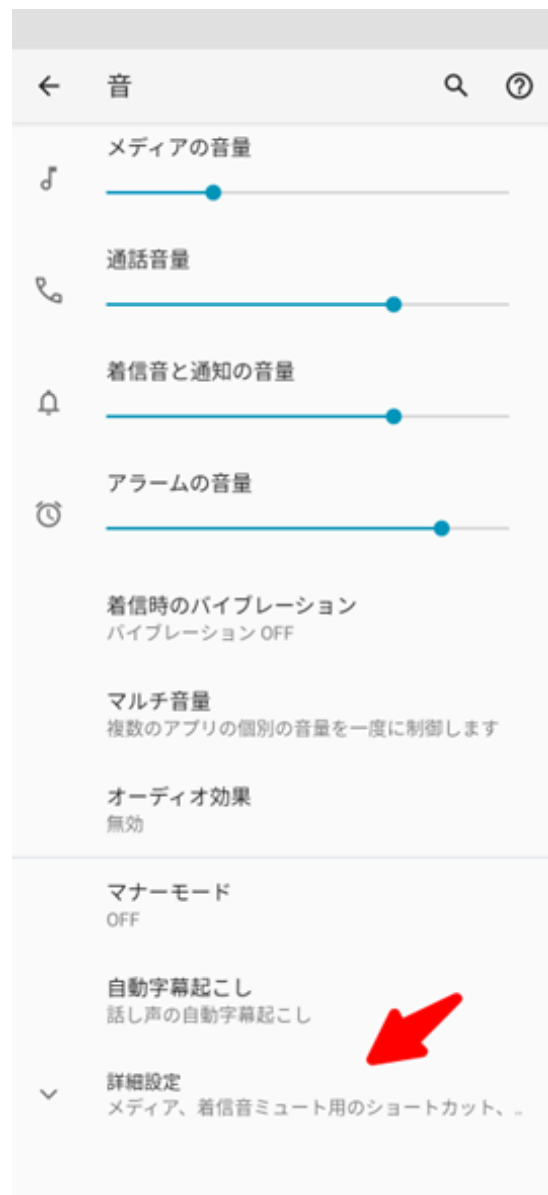 音
メディアの音量
通話音量
着信音と通知の音量
アラームの音量
着信時のバイブレーション
バイブレーション OFF
マルチ音量
複数のアプリの個別の音量を一度に制御します
オーディオ効果
無効
マナーモード
OFF
自動字幕起こし
話し声の自動字幕起こし
詳細設定
メディア、着信音ミュート用のショートカット、..